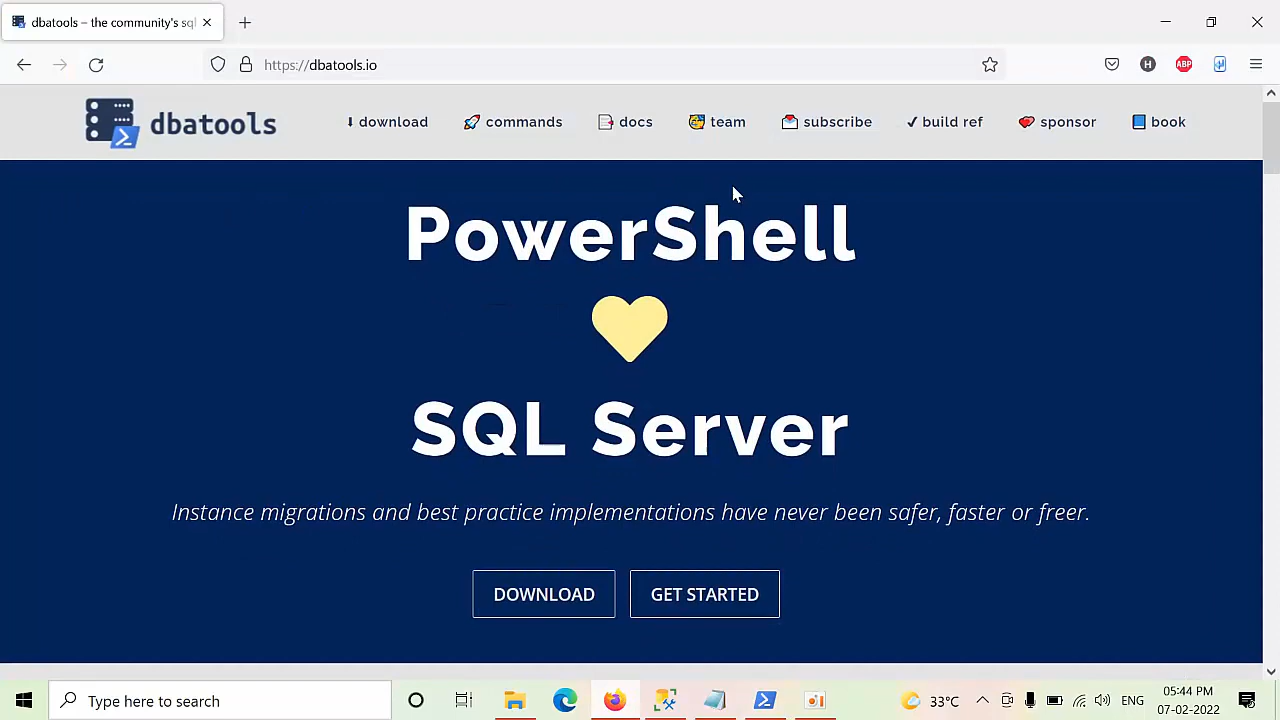 dbatools – the community's sql
https://dbatools.io
H
ABP
dbatools
download
commands
docs
team
subscribe
build ref
sponsor
book
PowerShell
SQL Server
Instance migrations and best practice implementations have never been safer, faster or freer.
DOWNLOAD
GET STARTED
Type here to search
33°C
ENG
05:44 PM
07-02-2022